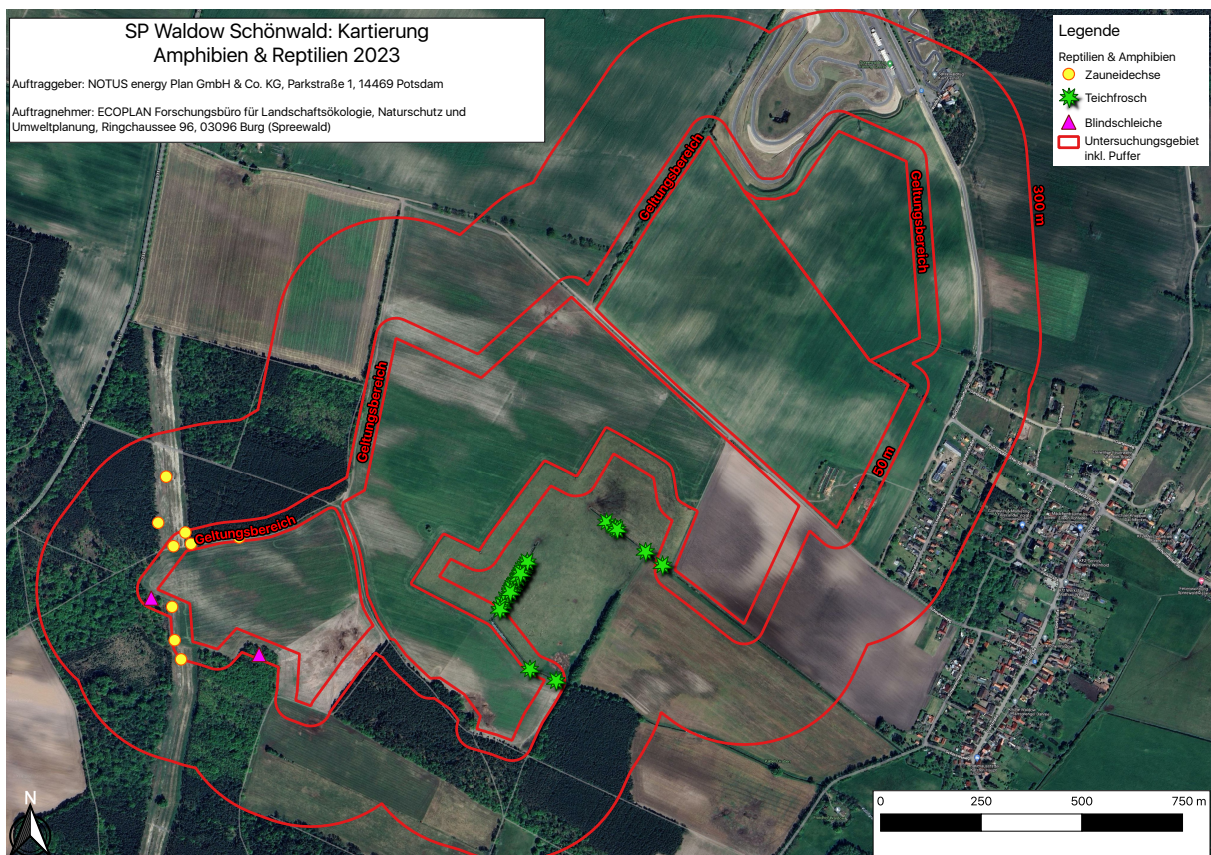 SP Waldow Schönwald: Kartierung
Amphibien & Reptilien 2023
Auftraggeber: NOTUS energy Plan GmbH & Co. KG, Parkstraße 1, 14469 Potsdam
Auftragnehmer: ECOPLAN Forschungsbüro für Landschaftsökologie, Naturschutz und
Umweltplanung, Ringchaussee 96, 03096 Burg (Spreewald)
Legende
Reptilien & Amphibien
Zauneidechse
Teichfrosch
Blindschleiche
Untersuchungsgebiet
inkl. Puffer
Geltungsbereich
Geltungsbereich
300 m
Geltungsbereich
50 m
Geltungsbereich
N
0 250 500 750 m